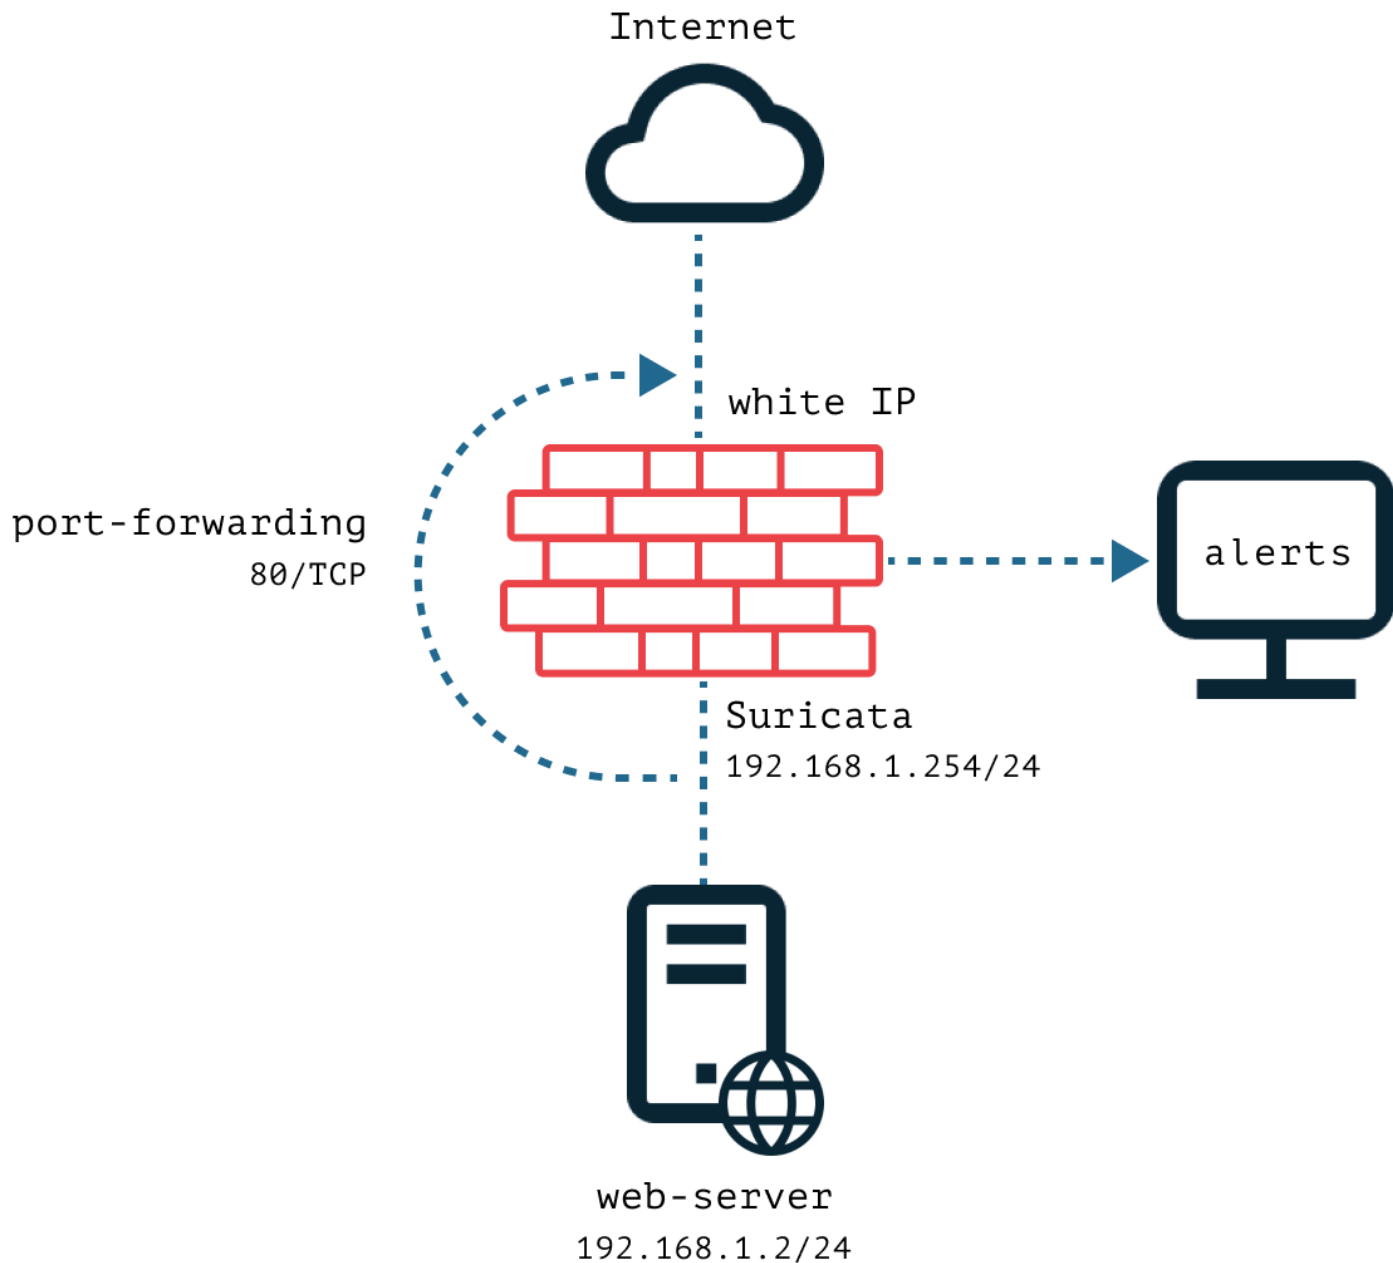 Internet
white IP
port-forwarding
80/TCP
alerts
Suricata
192.168.1.254/24
web-server
192.168.1.2/24